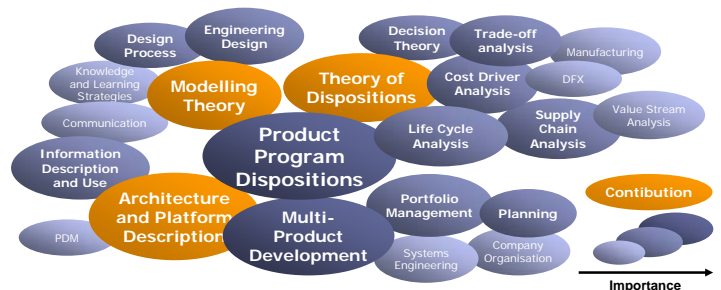 Design
Process
Engineering
Design
Knowledge
and Learning
Strategies
Modelling
Theory
Communication
Information
Description
and Use
Architecture
and Platform
Description
PDM
Theory of
Dispositions
Product
Program
Dispositions
Multi-
Product
Development
Decision
Theory
Trade-off
analysis
Manufacturing
Cost Driver
Analysis
DFX
Life Cycle
Analysis
Supply
Chain
Analysis
Value Stream
Analysis
Portfolio
Management
Planning
Systems
Engineering
Company
Organisation
Contibution
Importance